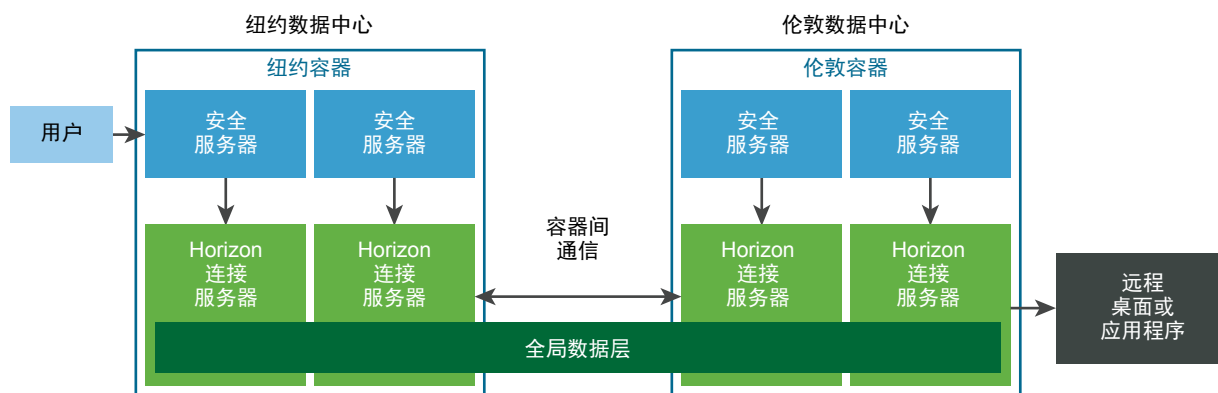 纽约数据中心
伦敦数据中心
纽约容器
伦敦容器
用户
安全
服务器
安全
服务器
安全
服务器
安全
服务器
容器间
通信
Horizon
连接
服务器
Horizon
连接
服务器
Horizon
连接
服务器
Horizon
连接
服务器
远程
桌面或
应用程序
全局数据层